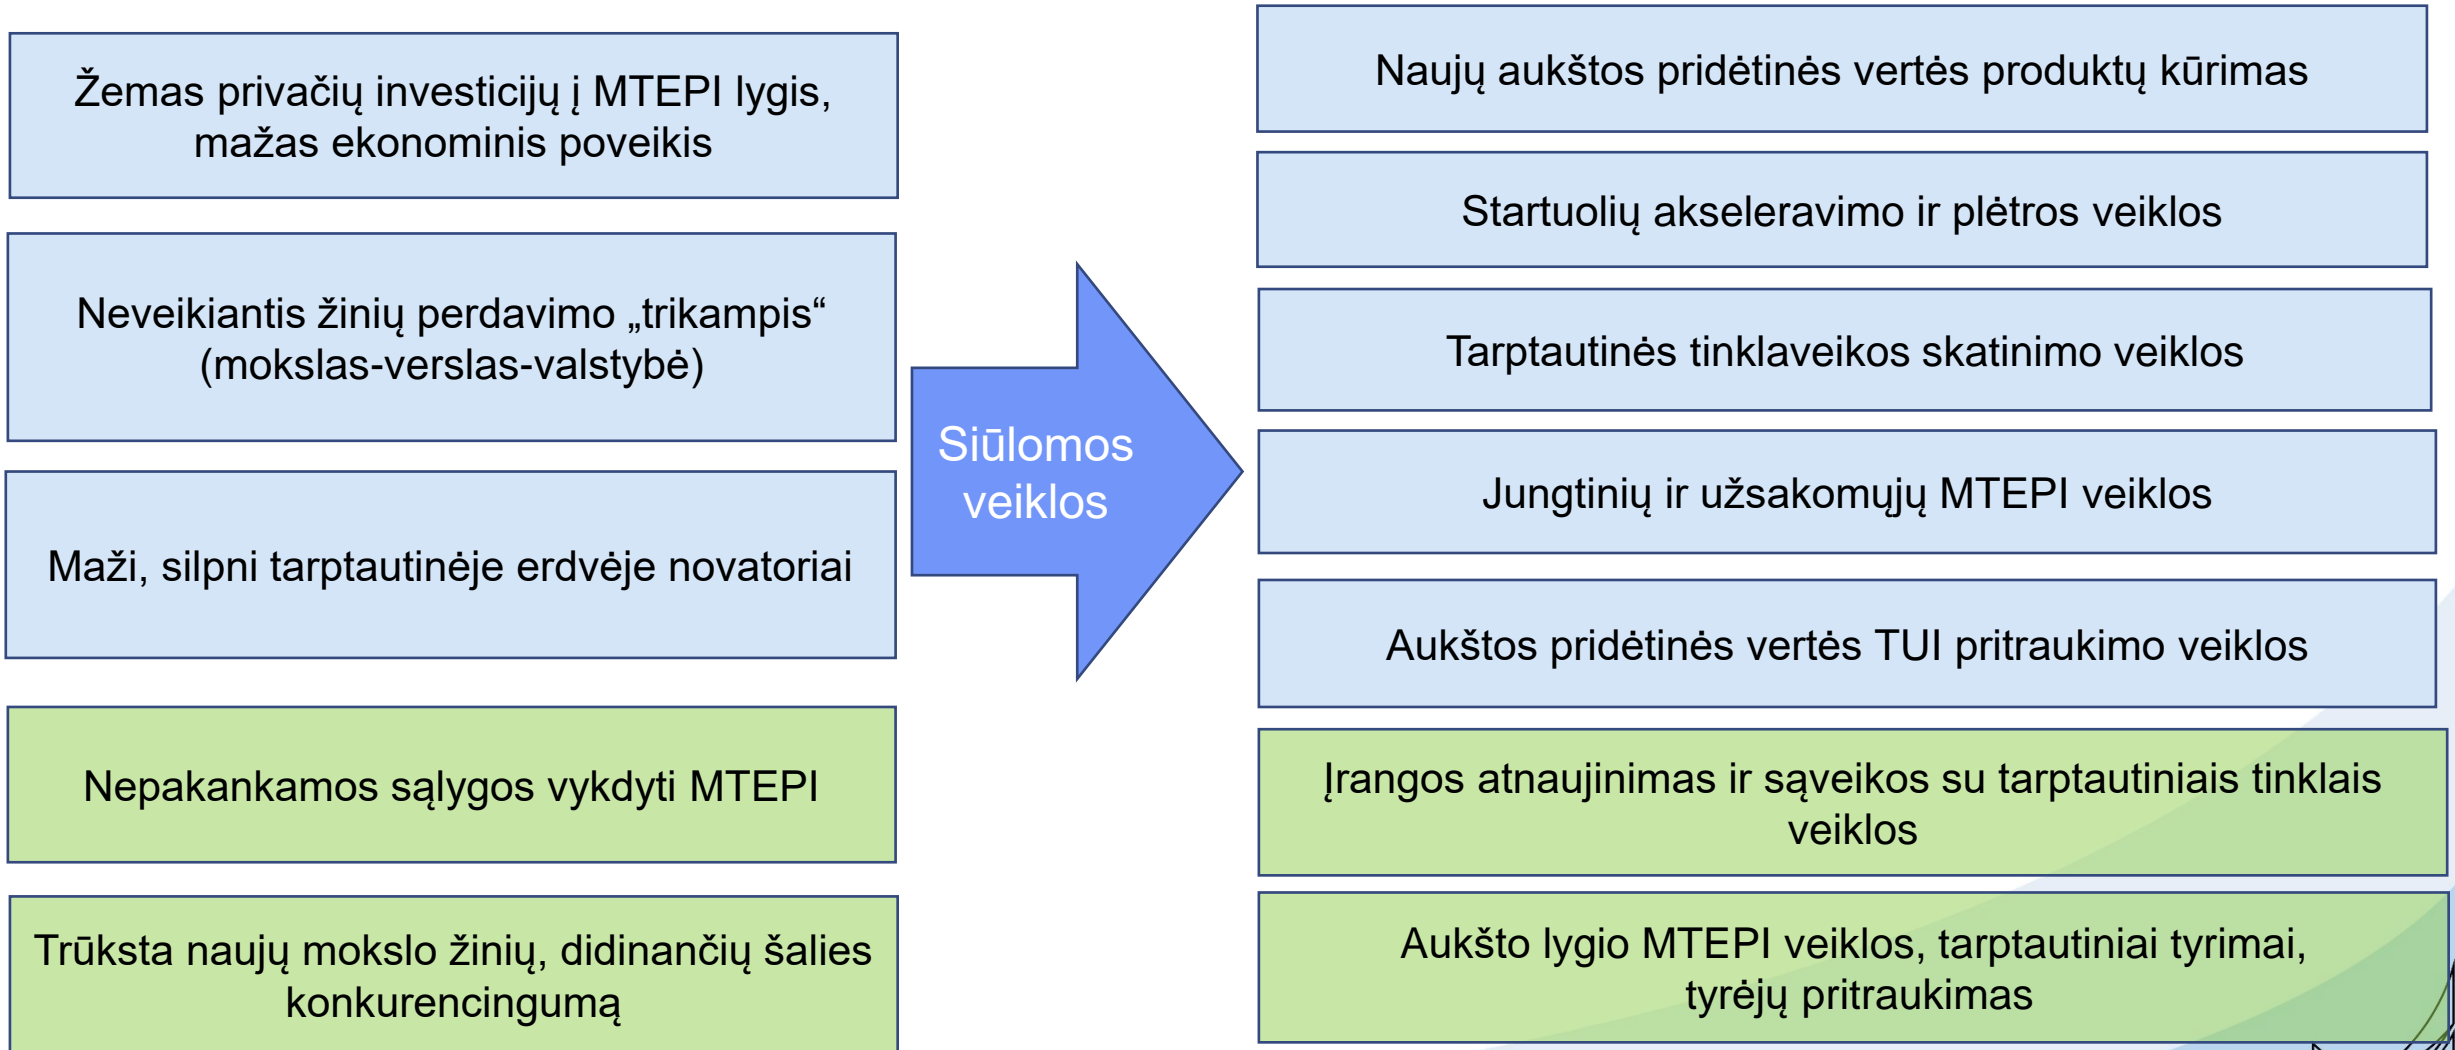 Žemas privačių investicijų į MTEPI lygis,
mažas ekonominis poveikis
Neveikiantis žinių perdavimo „trikampis“
(mokslas-verslas-valstybė)
Maži, silpni tarptautinėje erdvėje novatoriai
Nepakankamos sąlygos vykdyti MTEPI
Trūksta naujų mokslo žinių, didinančių šalies
konkurencingumą
Siūlomos
veiklos
Naujų aukštos pridėtinės vertės produktų kūrimas
Startuolių akseleravimo ir plėtros veiklos
Tarptautinės tinklaveikos skatinimo veiklos
Jungtinių ir užsakomųjų MTEPI veiklos
Aukštos pridėtinės vertės TUI pritraukimo veiklos
Įrangos atnaujinimas ir sąveikos su tarptautiniais tinklais
veiklos
Aukšto lygio MTEPI veiklos, tarptautiniai tyrimai,
tyrėjų pritraukimas